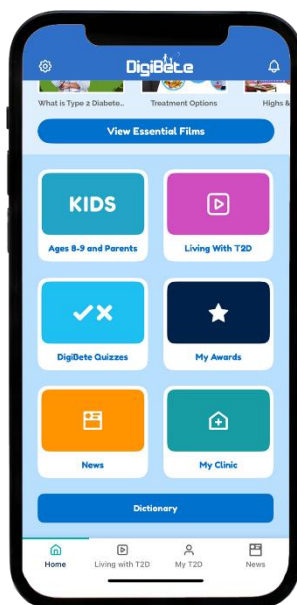 DigiBete
What is Type 2 Diabete.. Treatment Options Highs &
View Essential Films
KIDS
Ages 8-9 and Parents Living With T2D
DigiBete Quizzes My Awards
News My Clinic
Dictionary
Home Living with T2D My T2D News